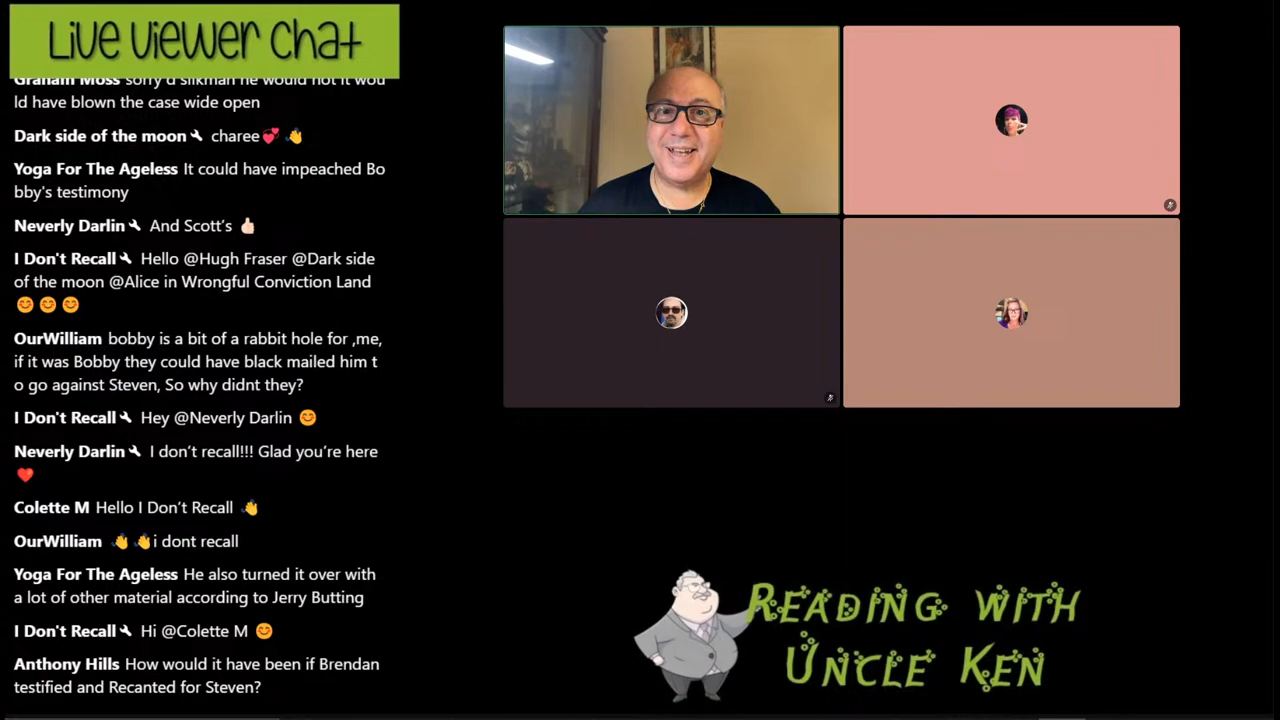 Live viewer chat
Graham Moss sorry d silkman he would not it wou
ld have blown the case wide open
Dark side of the moon charee
Yoga For The Ageless It could have impeached Bo
bby's testimony
Neverly Darlin And Scott's
I Don't Recall Hello @Hugh Fraser @Dark side
of the moon @Alice in Wrongful Conviction Land
OurWilliam bobby is a bit of a rabbit hole for ,me,
if it was Bobby they could have black mailed him t
o go against Steven, So why didnt they?
I Don't Recall Hey @Neverly Darlin
Neverly Darlin I don't recall!!! Glad you're here
Colette M Hello I Don't Recall
OurWilliam i dont recall
Yoga For The Ageless He also turned it over with
a lot of other material according to Jerry Butting
I Don't Recall Hi @Colette M
Anthony Hills How would it have been if Brendan
testified and Recanted for Steven?
Reading with
Uncle Ken